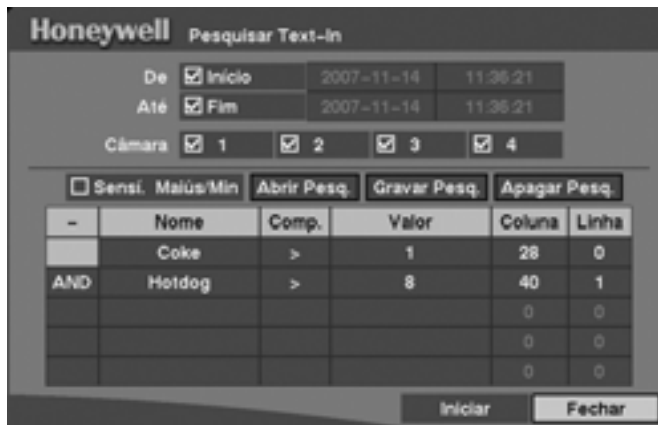 Honeywell Pesquisar Text-In
De Início 2007-11-14 11:36:21
Até Fim 2007-11-14 11:36:21
Câmara 1 2 3 4
Sensí. Maiús/Min Abrir Pesq. Gravar Pesq. Apagar Pesq.
- Nome Comp. Valor Coluna Linha
Coke > 1 28 0
AND Hotdog > 8 40 1
0 0
0 0
0 0
Iniciar Fechar